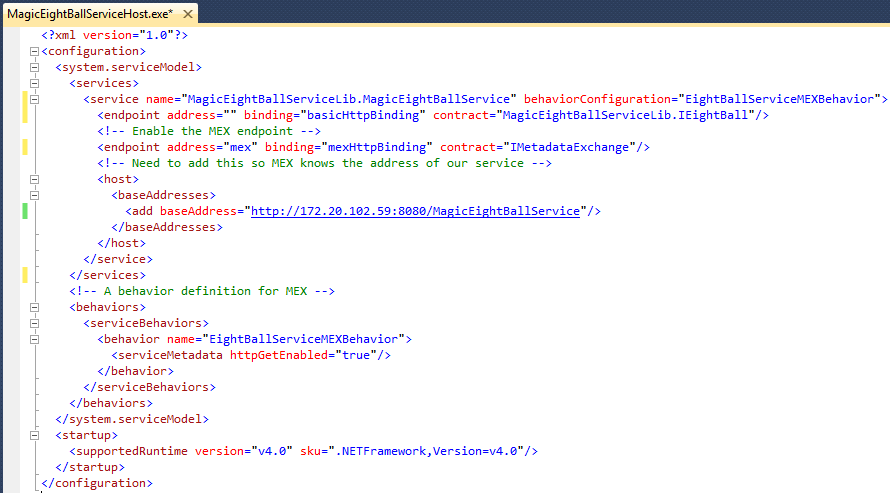 MagicEightBallServiceHost.exe*
<?xml version="1.0"?>
<configuration>
<system.serviceModel>
<services>
<service name="MagicEightBallServiceLib.MagicEightBallService" behaviorConfiguration="EightBallServiceMEXBehavior">
<endpoint address="" binding="basicHttpBinding" contract="MagicEightBallServiceLib.IEightBall"/>
<!-- Enable the MEX endpoint -->
<endpoint address="mex" binding="mexHttpBinding" contract="IMetadataExchange"/>
<!-- Need to add this so MEX knows the address of our service -->
<host>
<baseAddresses>
<add baseAddress="http://172.20.102.59:8080/MagicEightBallService"/>
</baseAddresses>
</host>
</service>
</services>
<!-- A behavior definition for MEX -->
<behaviors>
<serviceBehaviors>
<behavior name="EightBallServiceMEXBehavior">
<serviceMetadata httpGetEnabled="true"/>
</behavior>
</serviceBehaviors>
</behaviors>
</system.serviceModel>
<startup>
<supportedRuntime version="v4.0" sku=".NETFramework,Version=v4.0"/>
</startup>
</configuration>